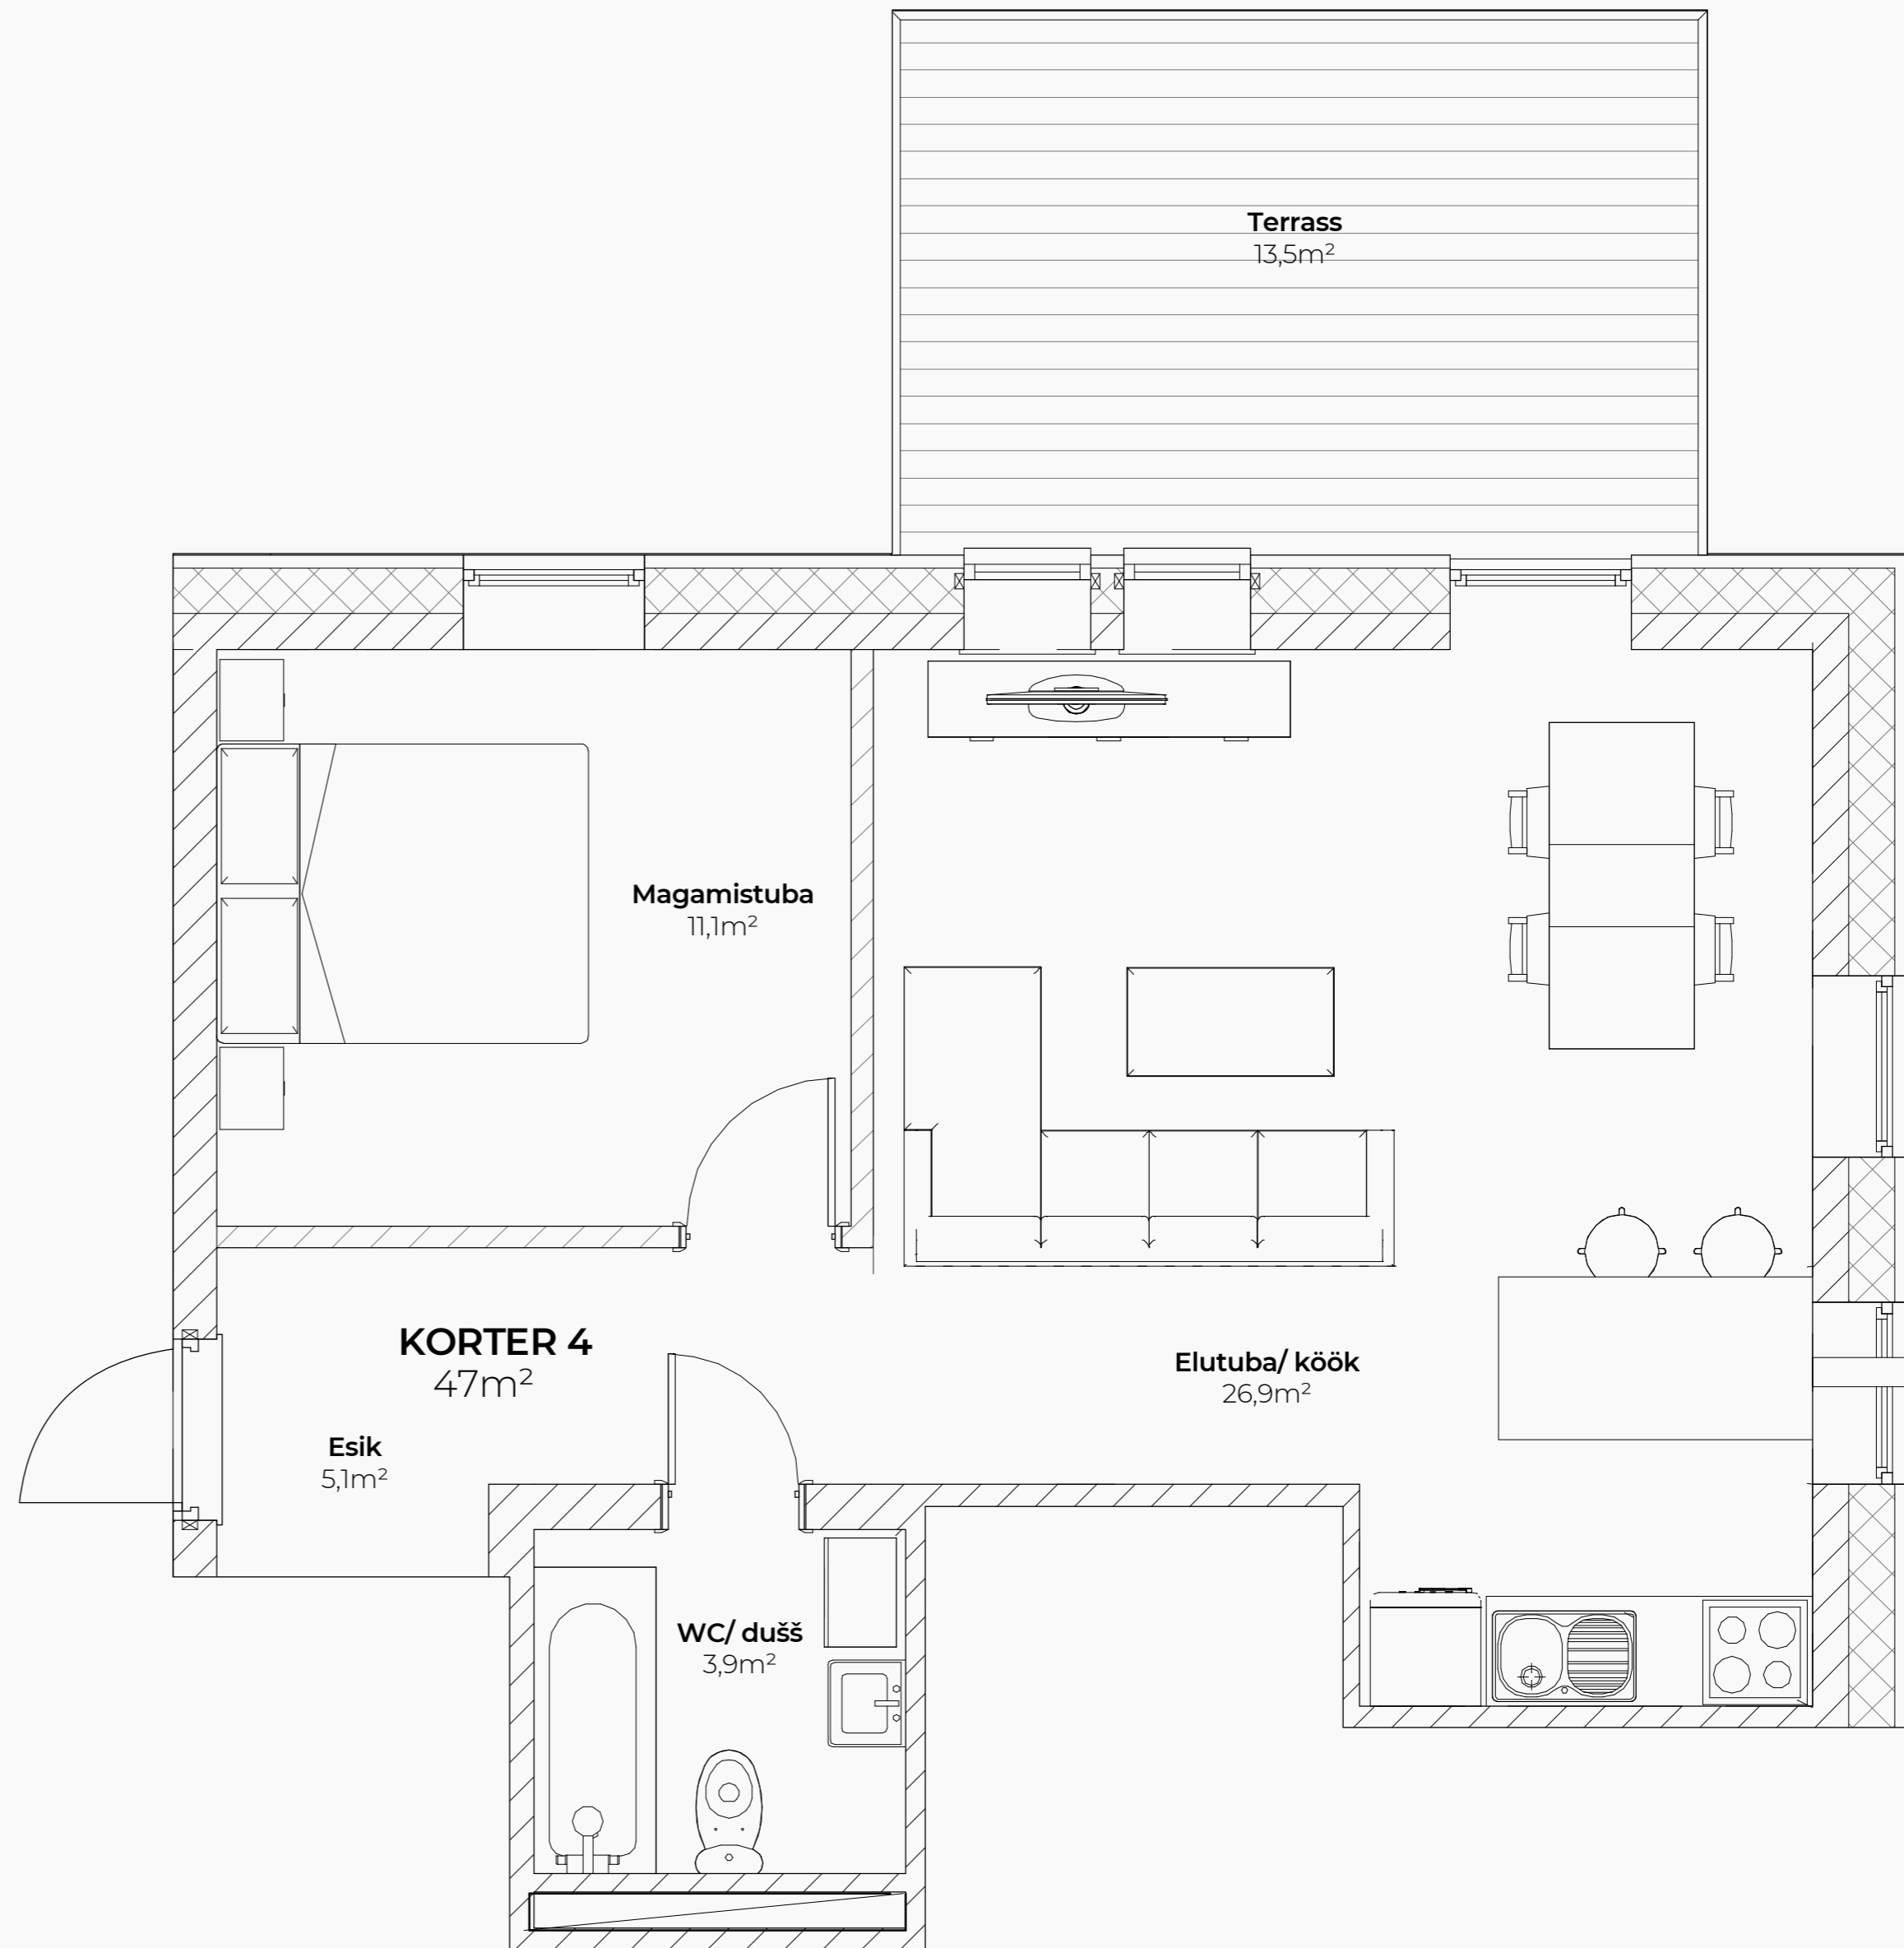 Terrass
13,5m²
Magamistuba
11,1m²
KORTER 4
47m²
Elutuba/ köök
26,9m²
Esik
5,1m²
WC/ dušš
3,9m²